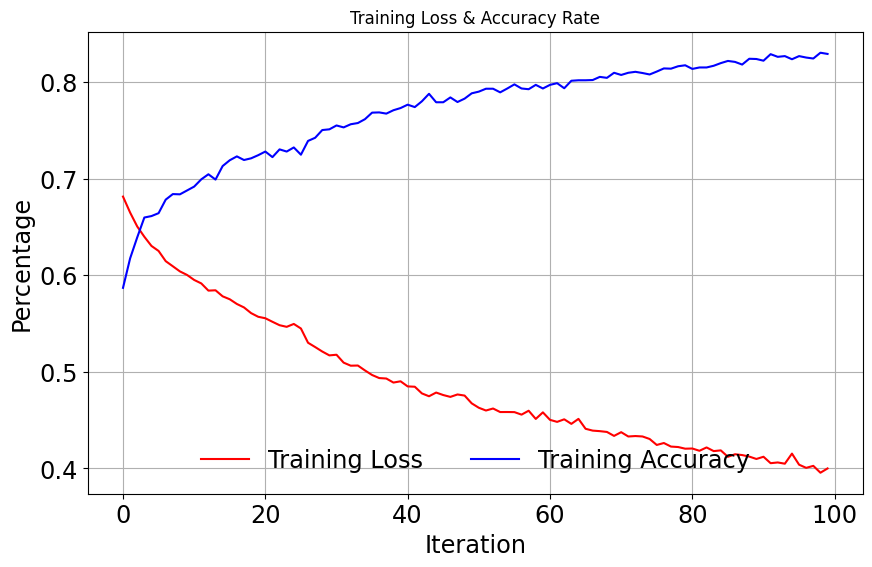 Training Loss & Accuracy Rate
Percentage
0.8
0.7
0.6
0.5
0.4
Training Loss
Training Accuracy
0 20 40 60 80 100
Iteration